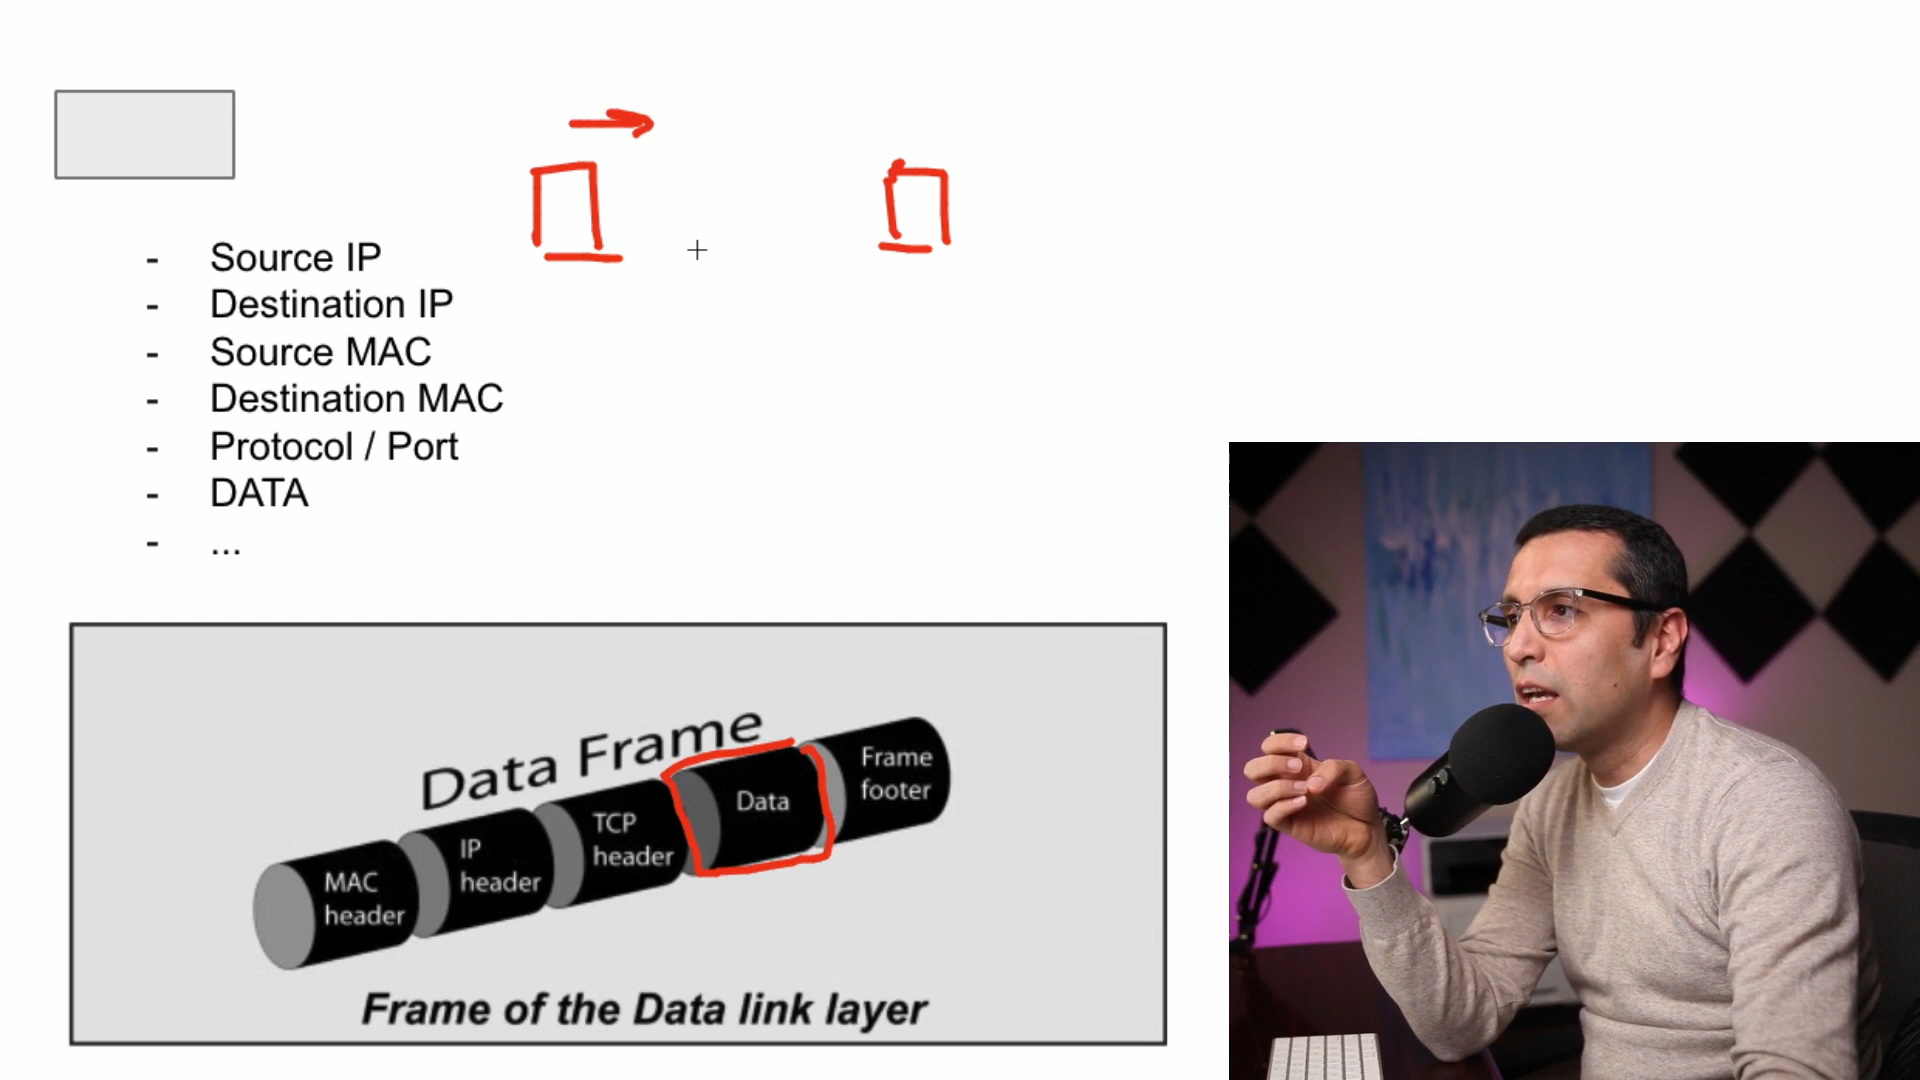 - Source IP
- Destination IP
- Source MAC
- Destination MAC
- Protocol / Port
- DATA
- ...
Data Frame
MAC
header
IP
header
TCP
header
Data
Frame
footer
Frame of the Data link layer